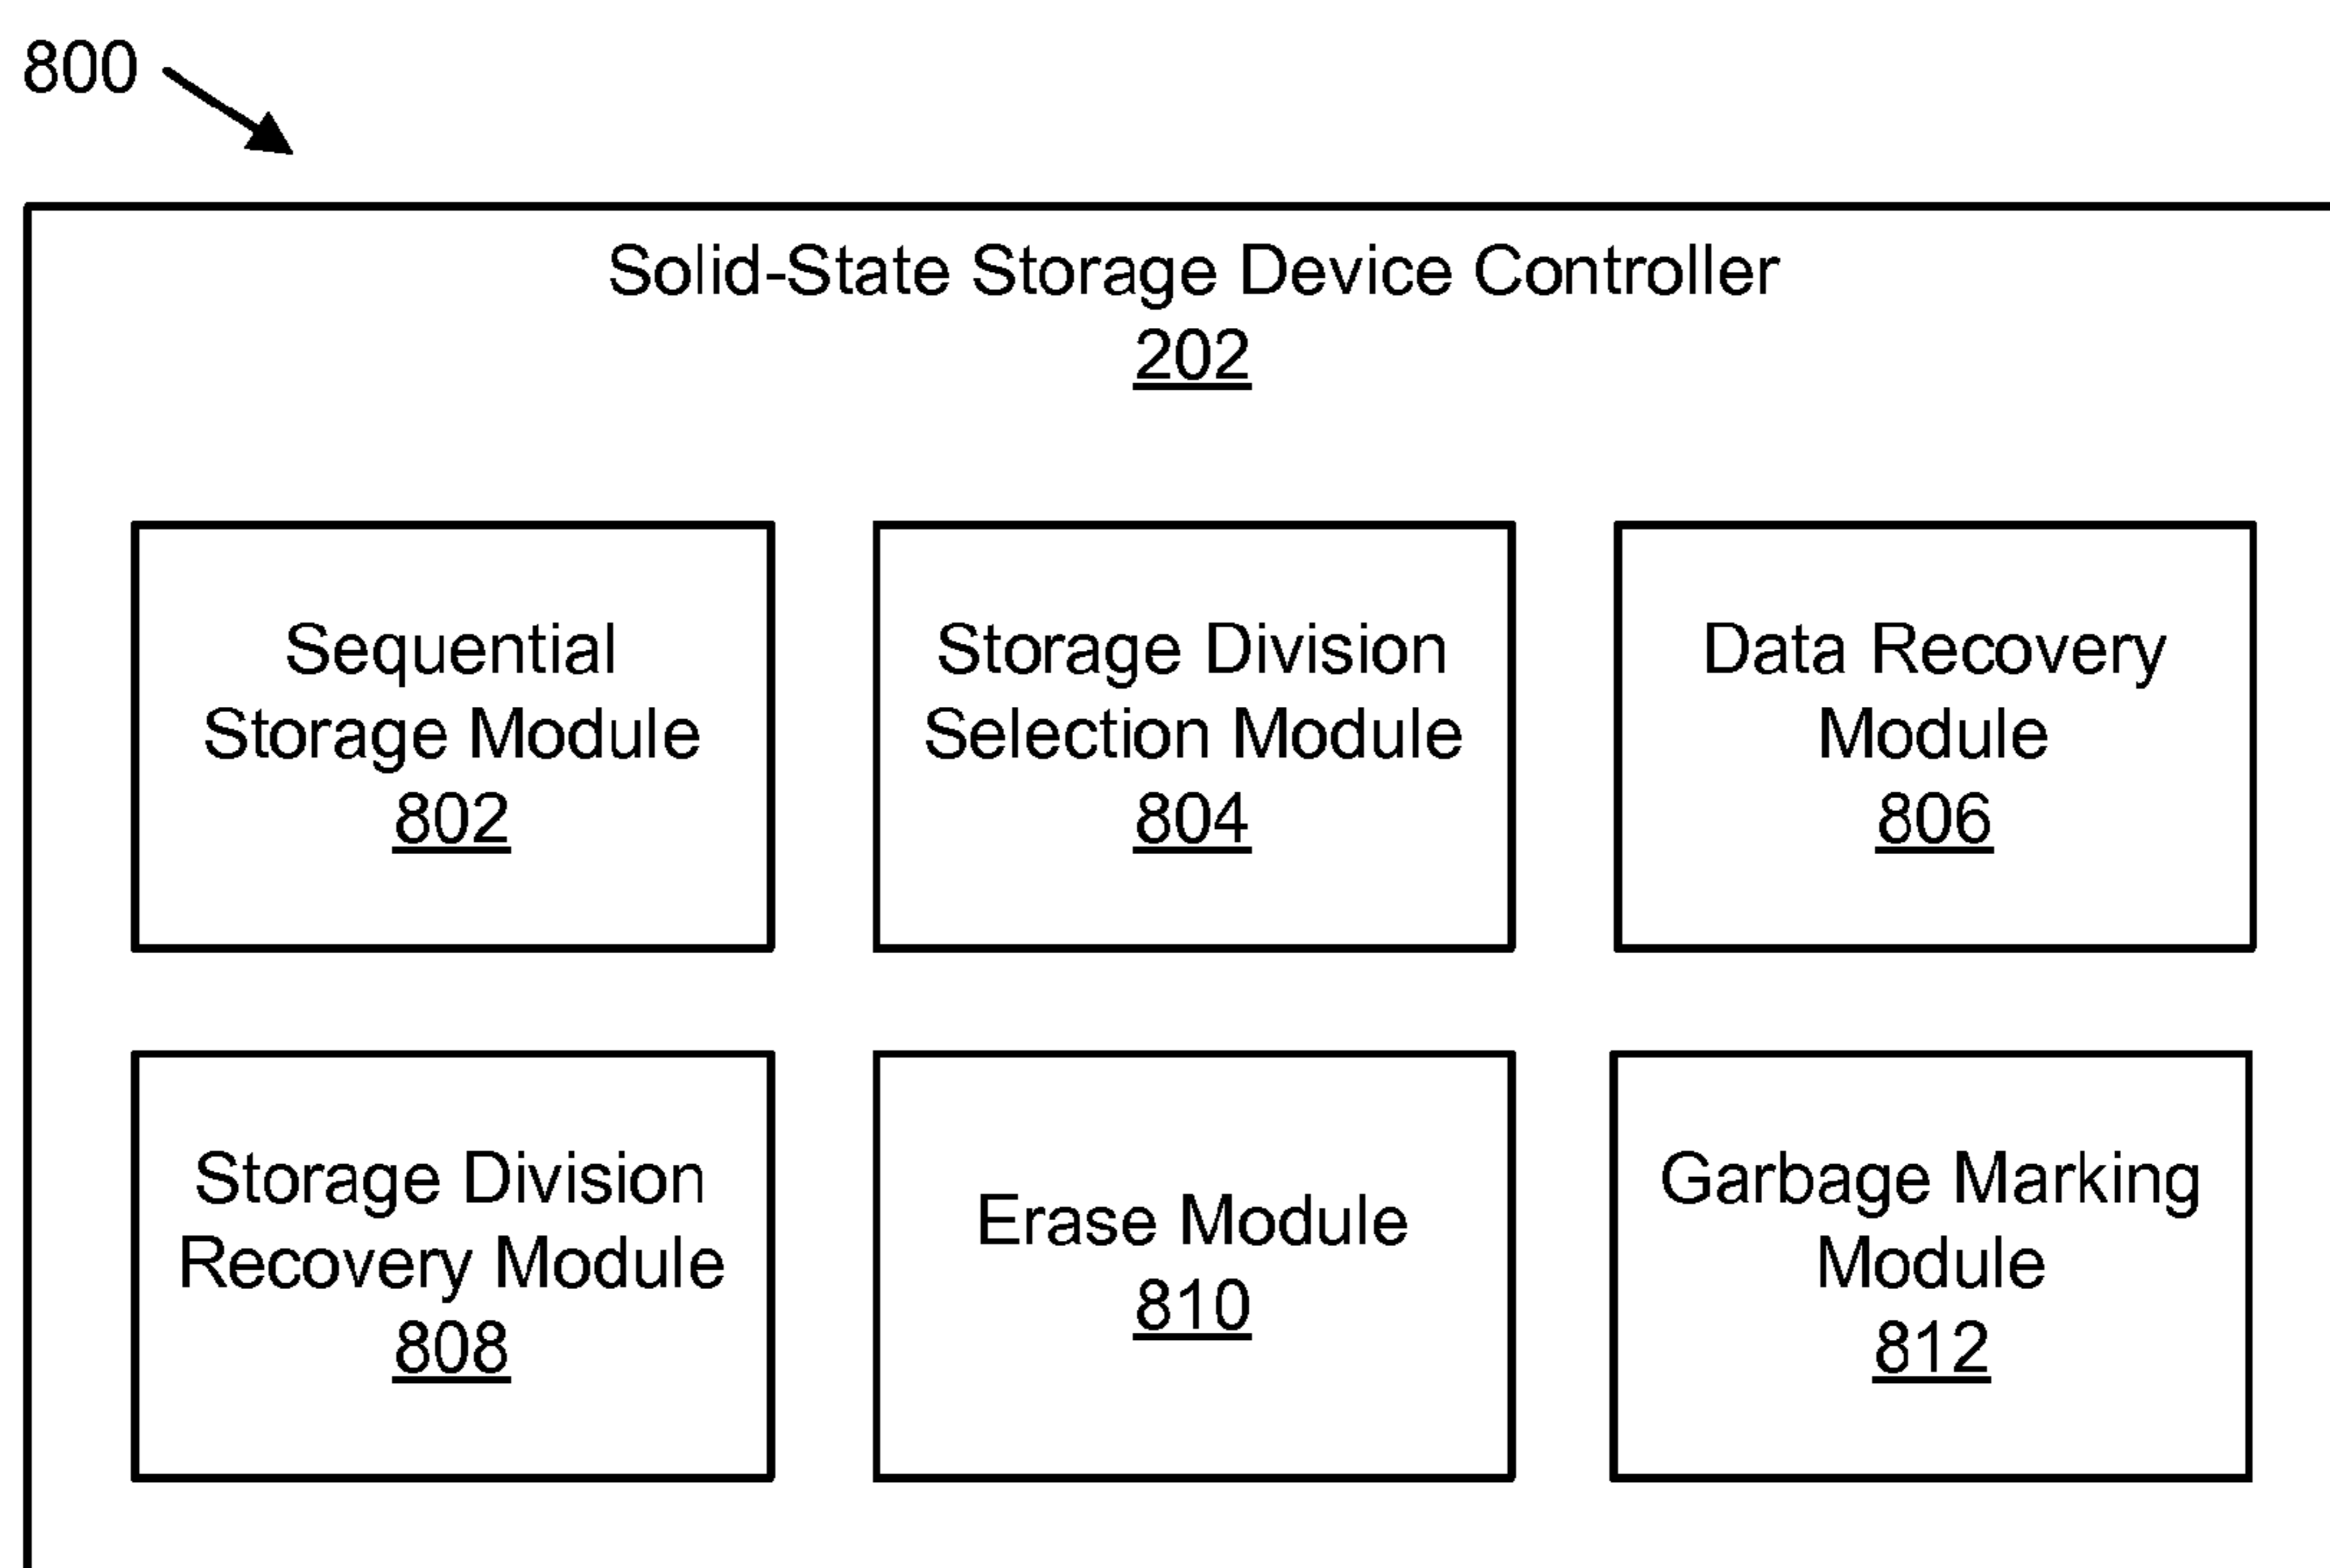 800
Solid-State Storage Device Controller
202
Sequential
Storage Module
802
Storage Division
Selection Module
804
Data Recovery
Module
806
Storage Division
Recovery Module
808
Erase Module
810
Garbage Marking
Module
812